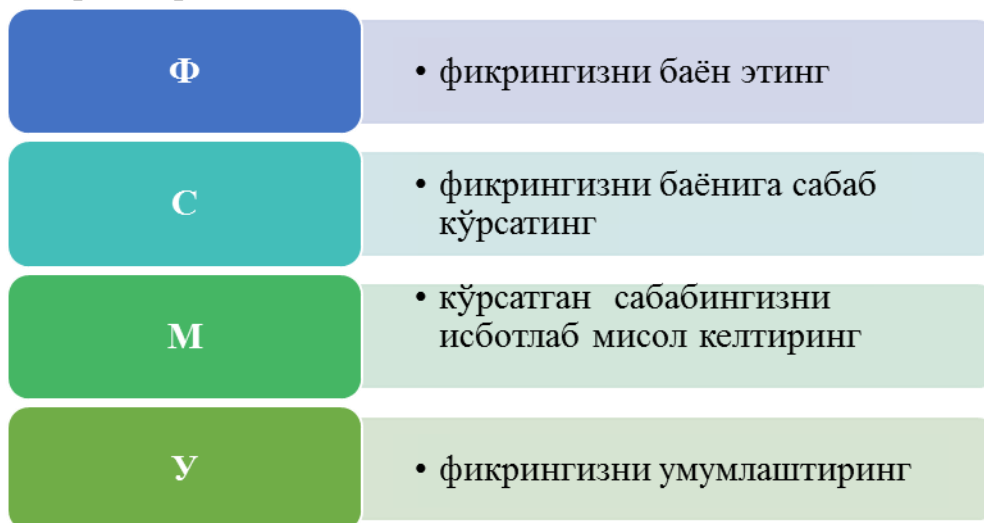 Ф
• фикрингизни баён этинг
С
• фикрингизни баёнига сабаб
кўрсатинг
М
• кўрсатган сабабингизни
исботлаб мисол келтиринг
У
• фикрингизни умумлаштиринг